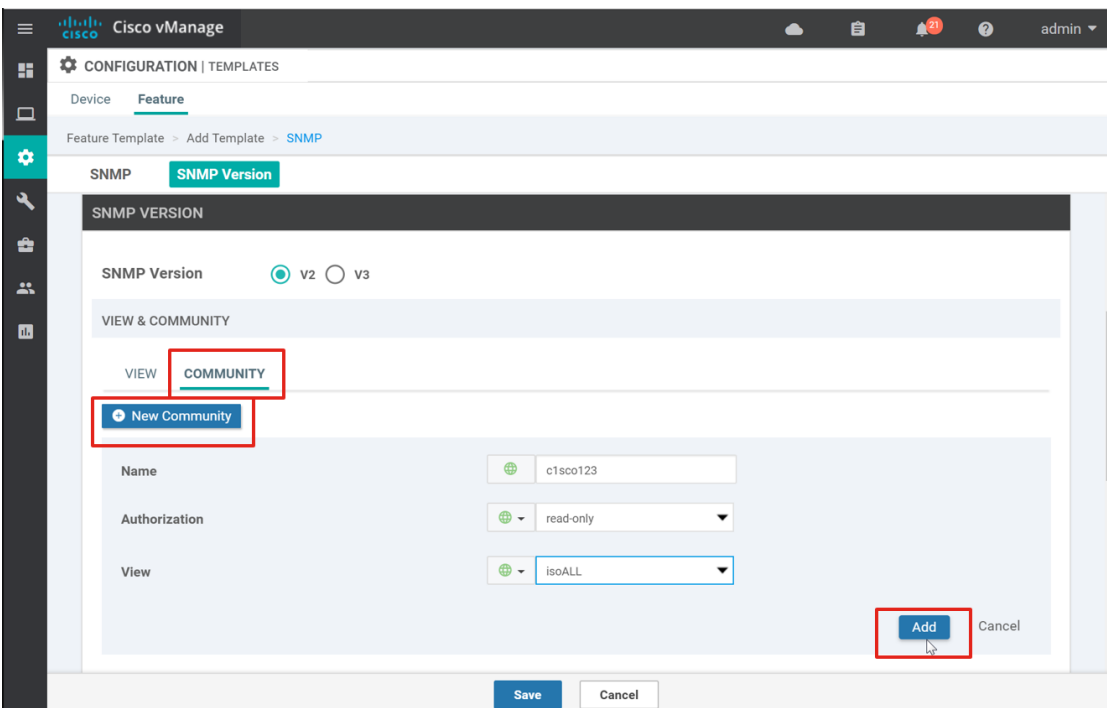 cisco Cisco vManage 21 admin
CONFIGURATION | TEMPLATES
Device Feature
Feature Template > Add Template > SNMP
SNMP SNMP Version
SNMP VERSION
SNMP Version V2 V3
VIEW & COMMUNITY
VIEW COMMUNITY
New Community
Name c1sco123
Authorization read-only
View isoALL
Add Cancel
Save Cancel